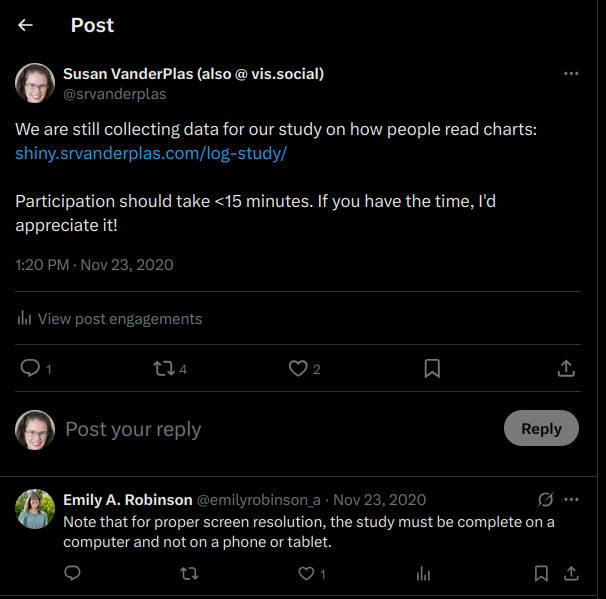 Post
Susan VanderPlas (also @ vis.social)
@srvanderplas
We are still collecting data for our study on how people read charts:
shiny.srvanderplas.com/log-study/
Participation should take <15 minutes. If you have the time, I'd
appreciate it!
1:20 PM · Nov 23, 2020
View post engagements
1 4 2
Post your reply
Reply
Emily A. Robinson @emilyrobinson_a · Nov 23, 2020
Note that for proper screen resolution, the study must be complete on a
computer and not on a phone or tablet.
1